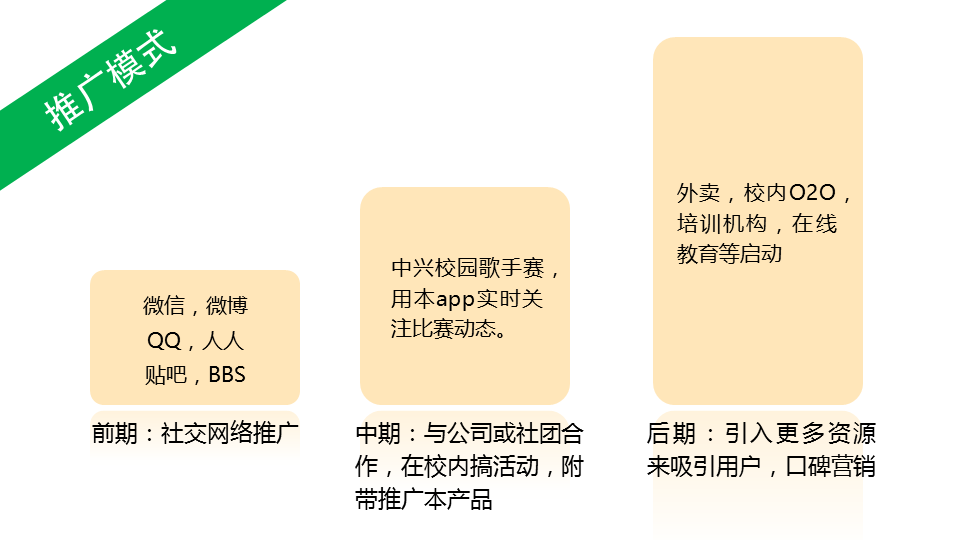 推广模式
微信，微博
QQ，人人
贴吧，BBS
前期：社交网络推广
中兴校园歌手赛，
用本app实时关
注比赛动态。
中期：与公司或社团合
作，在校内搞活动，附
带推广本产品
外卖，校内O2O，
培训机构，在线
教育等启动
后期：引入更多资源
来吸引用户，口碑营销